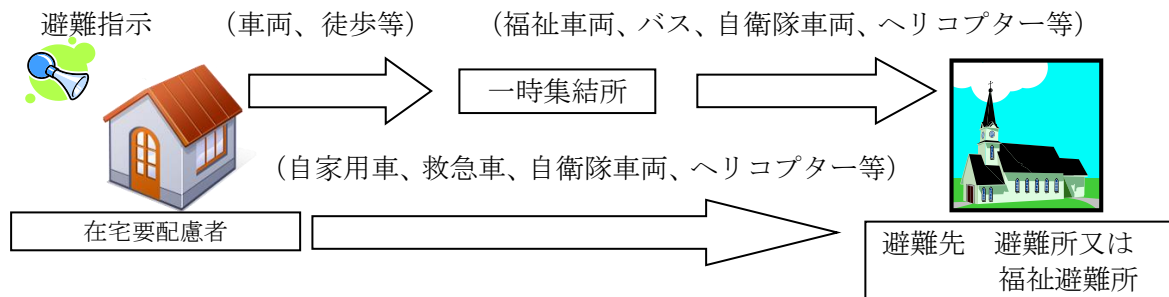 避難指示　（車両、徒歩等）　（福祉車両、バス、自衛隊車両、ヘリコプター等）
一時集結所
（自家用車、救急車、自衛隊車両、ヘリコプター等）
在宅要配慮者
避難先　避難所又は
福祉避難所